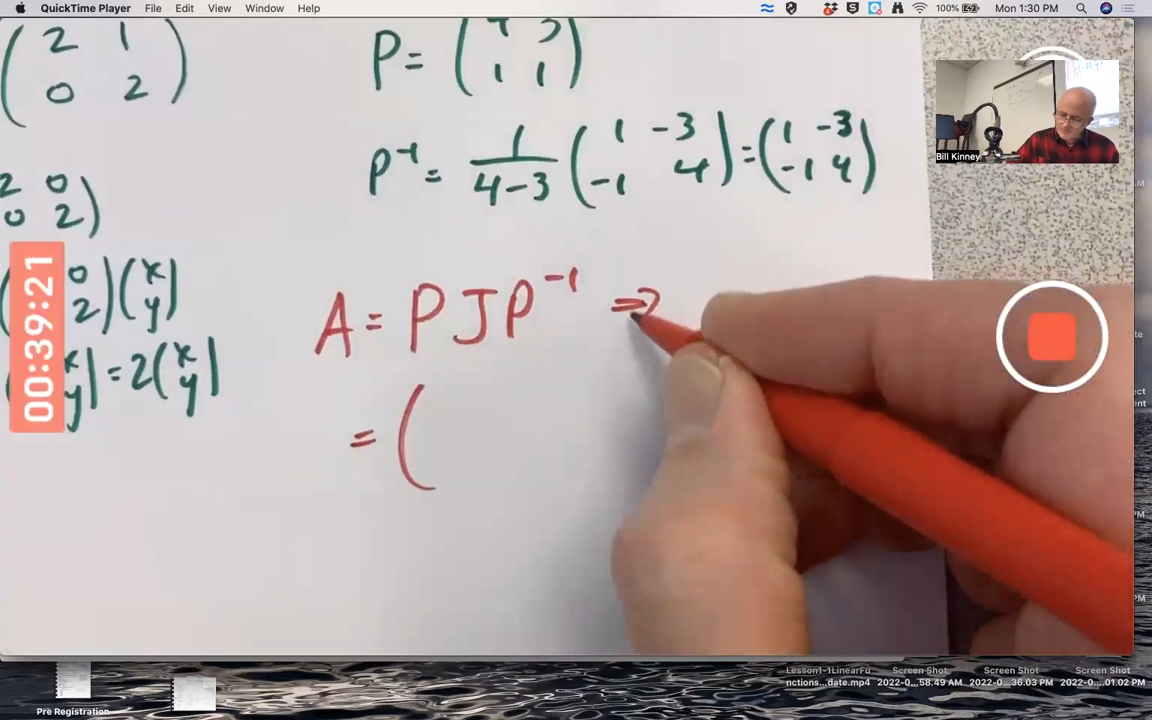 QuickTime Player File Edit View Window Help 100% Mon 1:30 PM
( 2 1
0 2 )
P = ( 4 3
1 1 )
P⁻¹ = 1/(4-3) ( 1 -3
-1 4 ) = ( 1 -3
-1 4 )
2 0
0 2 )
( 0
2 ) ( x
y )
x
y ) = 2 ( x
y )
A = P J P⁻¹ =>
= (
00:39:21
Bill Kinney
Pre Registration
Lesson1-1LinearFu
nctions...date.mp4
Screen Shot
2022-0...58.49 AM
Screen Shot
2022-0...36.03 PM
Screen Shot
2022-0...01.02 PM